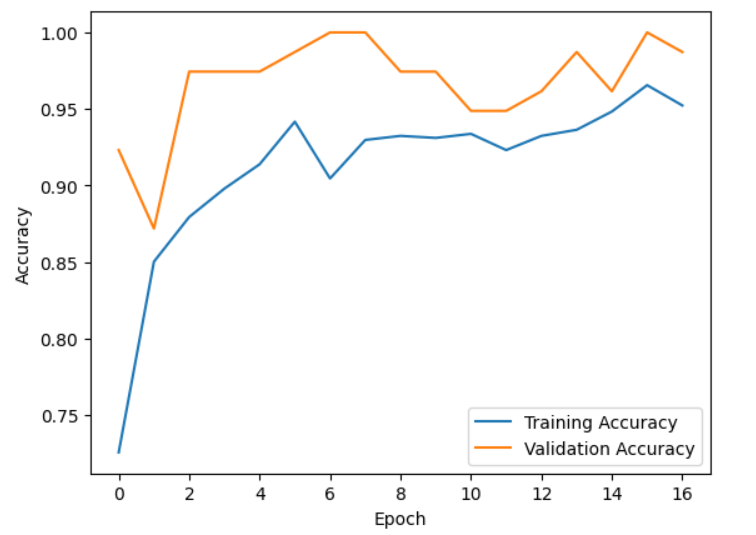 1.00
0.95
0.90
0.85
0.80
0.75
Accuracy
Training Accuracy
Validation Accuracy
0 2 4 6 8 10 12 14 16
Epoch